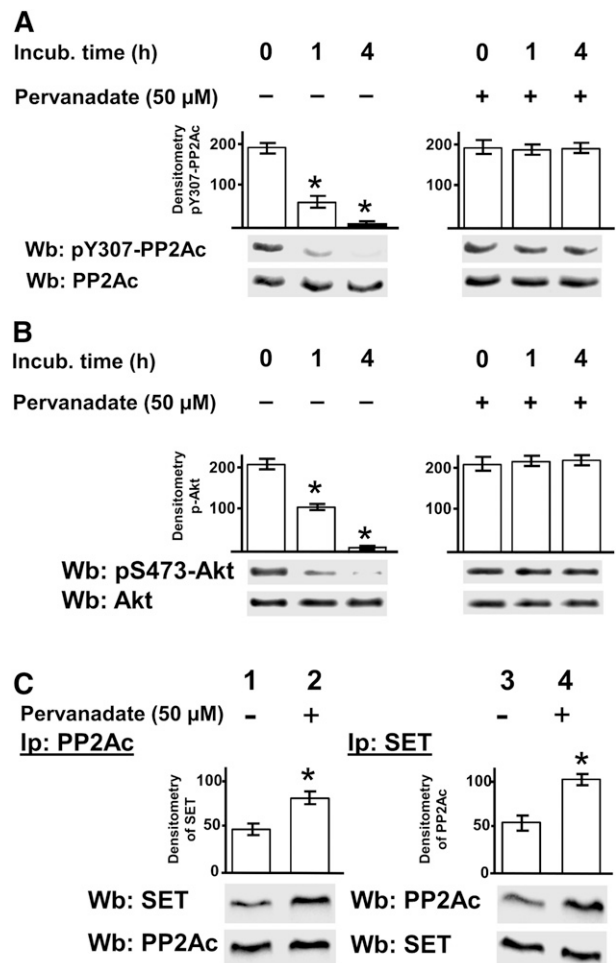 A
Incub. time (h) 0 1 4 0 1 4
Pervanadate (50 µM) – – – + + +
Densitometry
pY307-PP2Ac
200
100
* *
200
100
Wb: pY307-PP2Ac
Wb: PP2Ac
B
Incub. time (h) 0 1 4 0 1 4
Pervanadate (50 µM) – – – + + +
Densitometry
p-Akt
200
100
* *
200
100
Wb: pS473-Akt
Wb: Akt
C
1 2 3 4
Pervanadate (50 µM) - + - +
Ip: PP2Ac Ip: SET
Densitometry
of SET
100
50
0
*
Densitometry
of PP2Ac
100
50
0
*
Wb: SET Wb: PP2Ac
Wb: PP2Ac Wb: SET